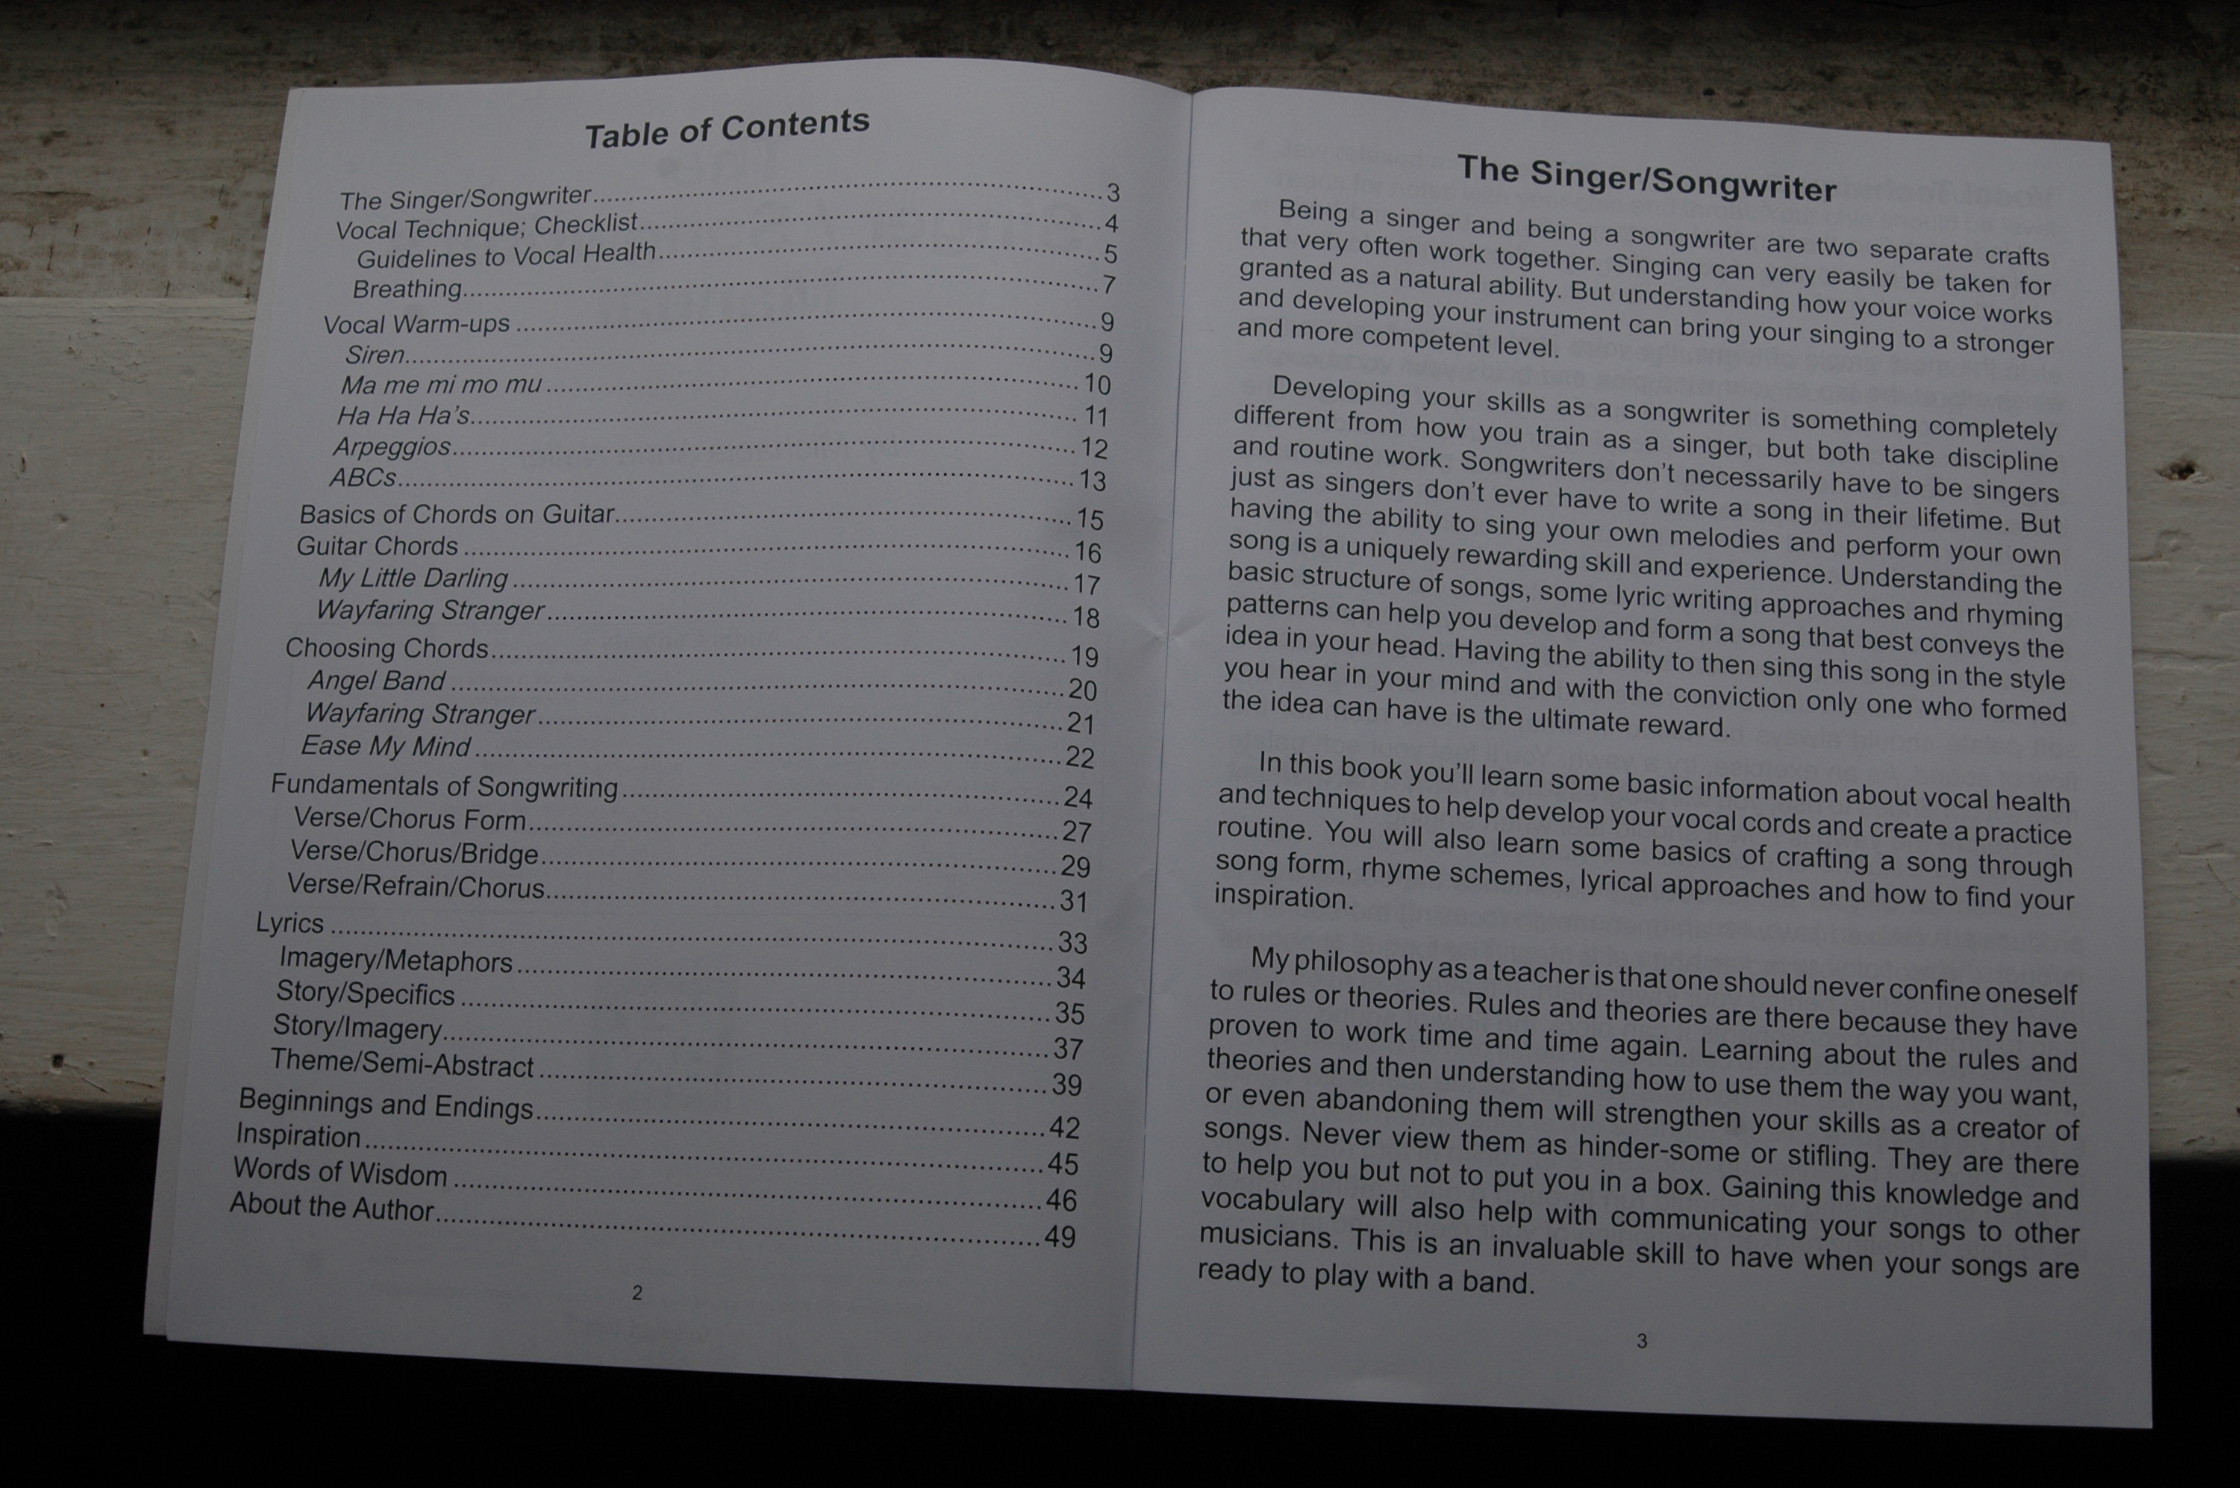 Table of Contents
The Singer/Songwriter..........3
Vocal Technique; Checklist..........4
Guidelines to Vocal Health..........5
Breathing..........7
Vocal Warm-ups..........9
Siren..........9
Ma me mi mo mu..........10
Ha Ha Ha's..........11
Arpeggios..........12
ABCs..........13
Basics of Chords on Guitar..........15
Guitar Chords..........16
My Little Darling..........17
Wayfaring Stranger..........18
Choosing Chords..........19
Angel Band..........20
Wayfaring Stranger..........21
Ease My Mind..........22
Fundamentals of Songwriting..........24
Verse/Chorus Form..........27
Verse/Chorus/Bridge..........29
Verse/Refrain/Chorus..........31
Lyrics..........33
Imagery/Metaphors..........34
Story/Specifics..........35
Story/Imagery..........37
Theme/Semi-Abstract..........39
Beginnings and Endings..........42
Inspiration..........45
Words of Wisdom..........46
About the Author..........49
2
The Singer/Songwriter
Being a singer and being a songwriter are two separate crafts
that very often work together. Singing can very easily be taken for
granted as a natural ability. But understanding how your voice works
and developing your instrument can bring your singing to a stronger
and more competent level.
Developing your skills as a songwriter is something completely
different from how you train as a singer, but both take discipline
and routine work. Songwriters don't necessarily have to be singers
just as singers don't ever have to write a song in their lifetime. But
having the ability to sing your own melodies and perform your own
song is a uniquely rewarding skill and experience. Understanding the
basic structure of songs, some lyric writing approaches and rhyming
patterns can help you develop and form a song that best conveys the
idea in your head. Having the ability to then sing this song in the style
you hear in your mind and with the conviction only one who formed
the idea can have is the ultimate reward.
In this book you'll learn some basic information about vocal health
and techniques to help develop your vocal cords and create a practice
routine. You will also learn some basics of crafting a song through
song form, rhyme schemes, lyrical approaches and how to find your
inspiration.
My philosophy as a teacher is that one should never confine oneself
to rules or theories. Rules and theories are there because they have
proven to work time and time again. Learning about the rules and
theories and then understanding how to use them the way you want,
or even abandoning them will strengthen your skills as a creator of
songs. Never view them as hinder-some or stifling. They are there
to help you but not to put you in a box. Gaining this knowledge and
vocabulary will also help with communicating your songs to other
musicians. This is an invaluable skill to have when your songs are
ready to play with a band.
3